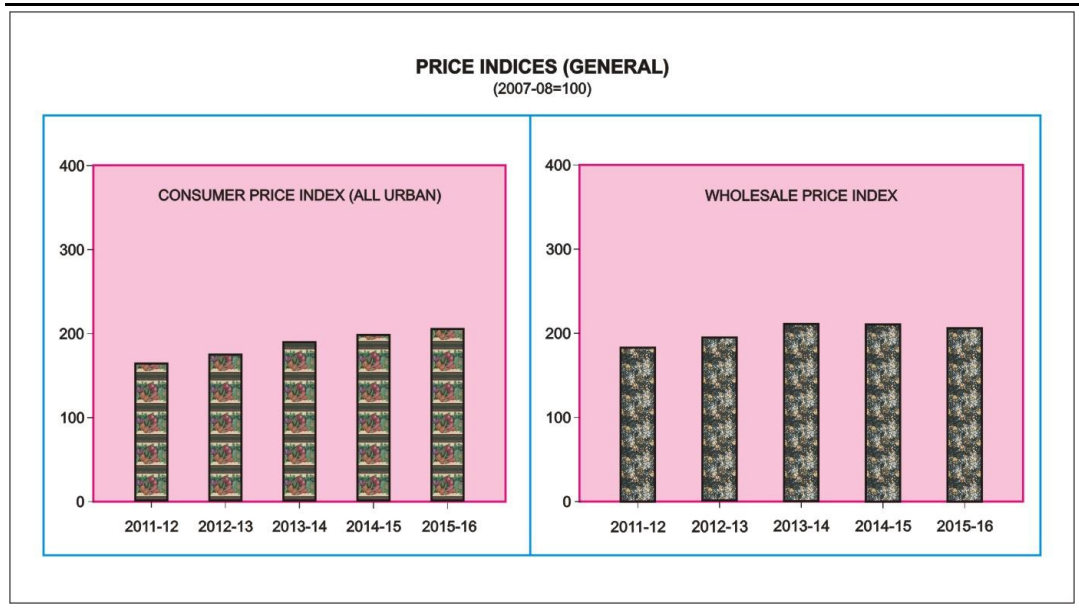 PRICE INDICES (GENERAL)
(2007-08=100)
CONSUMER PRICE INDEX (ALL URBAN)
400
300
200
100
0
2011-12 2012-13 2013-14 2014-15 2015-16
WHOLESALE PRICE INDEX
400
300
200
100
0
2011-12 2012-13 2013-14 2014-15 2015-16